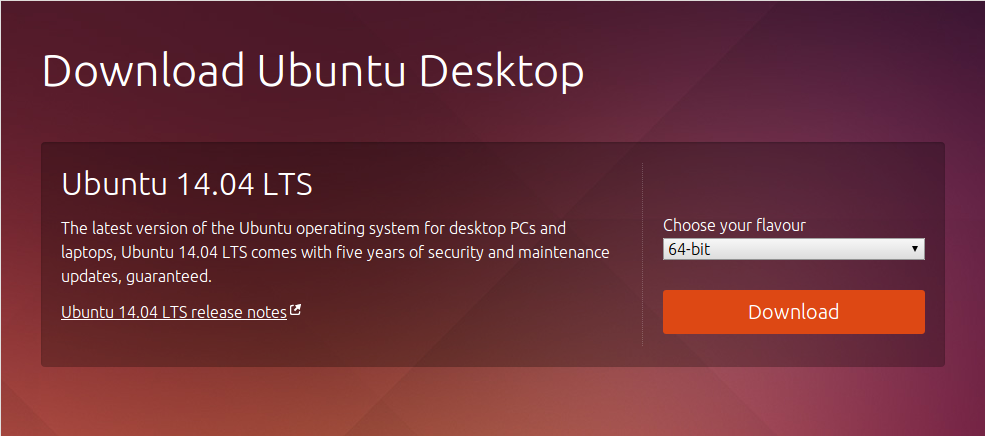 Download Ubuntu Desktop
Ubuntu 14.04 LTS
The latest version of the Ubuntu operating system for desktop PCs and
laptops, Ubuntu 14.04 LTS comes with five years of security and maintenance
updates, guaranteed.
Ubuntu 14.04 LTS release notes
Choose your flavour
64-bit
Download